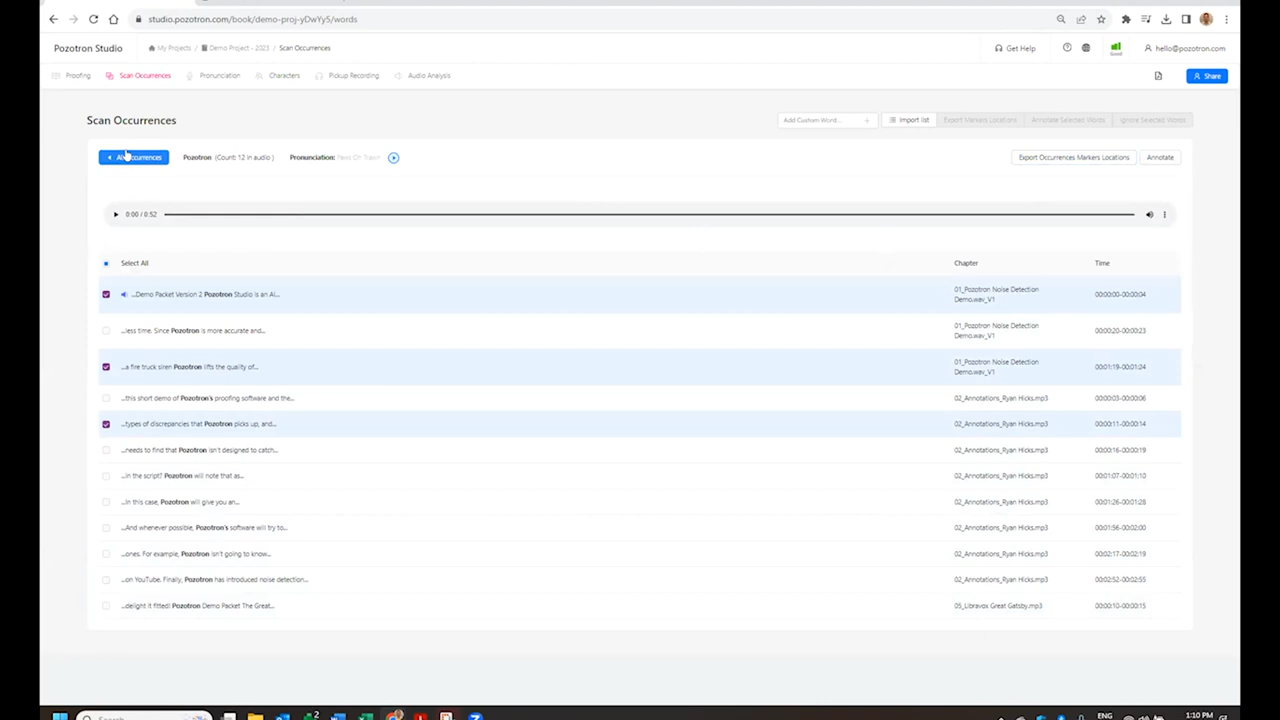 studio.pozotron.com/book/demo-proj-yDwYy5/words
Pozotron Studio
My Projects / Demo Project - 2023 / Scan Occurrences
Get Help
hello@pozotron.com
Proofing
Scan Occurrences
Pronunciation
Characters
Pickup Recording
Audio Analysis
Share
Scan Occurrences
Add Custom Word... +
Import list
Export Markers Locations
Annotate Selected Words
Ignore Selected Words
Occurrences
Pozotron (Count: 12 in audio )
Pronunciation:
Export Occurrences Markers Locations
Annotate
0:00 / 0:52
Select All
Chapter
Time
...Demo Packet Version 2 Pozotron Studio is an AI...
01_Pozotron Noise Detection
Demo.wav_V1
00:00:00-00:00:04
...less time. Since Pozotron is more accurate and...
01_Pozotron Noise Detection
Demo.wav_V1
00:00:20-00:00:23
...a fire truck siren Pozotron lifts the quality of...
01_Pozotron Noise Detection
Demo.wav_V1
00:01:19-00:01:24
...this short demo of Pozotron's proofing software and the...
02_Annotations_Ryan Hicks.mp3
00:00:03-00:00:06
...types of discrepancies that Pozotron picks up, and...
02_Annotations_Ryan Hicks.mp3
00:00:11-00:00:14
...needs to find that Pozotron isn't designed to catch...
02_Annotations_Ryan Hicks.mp3
00:00:16-00:00:19
...in the script? Pozotron will note that as...
02_Annotations_Ryan Hicks.mp3
00:01:07-00:01:10
...In this case, Pozotron will give you an...
02_Annotations_Ryan Hicks.mp3
00:01:26-00:01:28
...And whenever possible, Pozotron's software will try to...
02_Annotations_Ryan Hicks.mp3
00:01:56-00:02:00
...ones. For example, Pozotron isn't going to know...
02_Annotations_Ryan Hicks.mp3
00:02:17-00:02:19
...on YouTube. Finally, Pozotron has introduced noise detection...
02_Annotations_Ryan Hicks.mp3
00:02:52-00:02:55
...delight it fitted! Pozotron Demo Packet The Great...
05_Libravox Great Gatsby.mp3
00:00:10-00:00:15
Search
2
ENG
1:10 PM